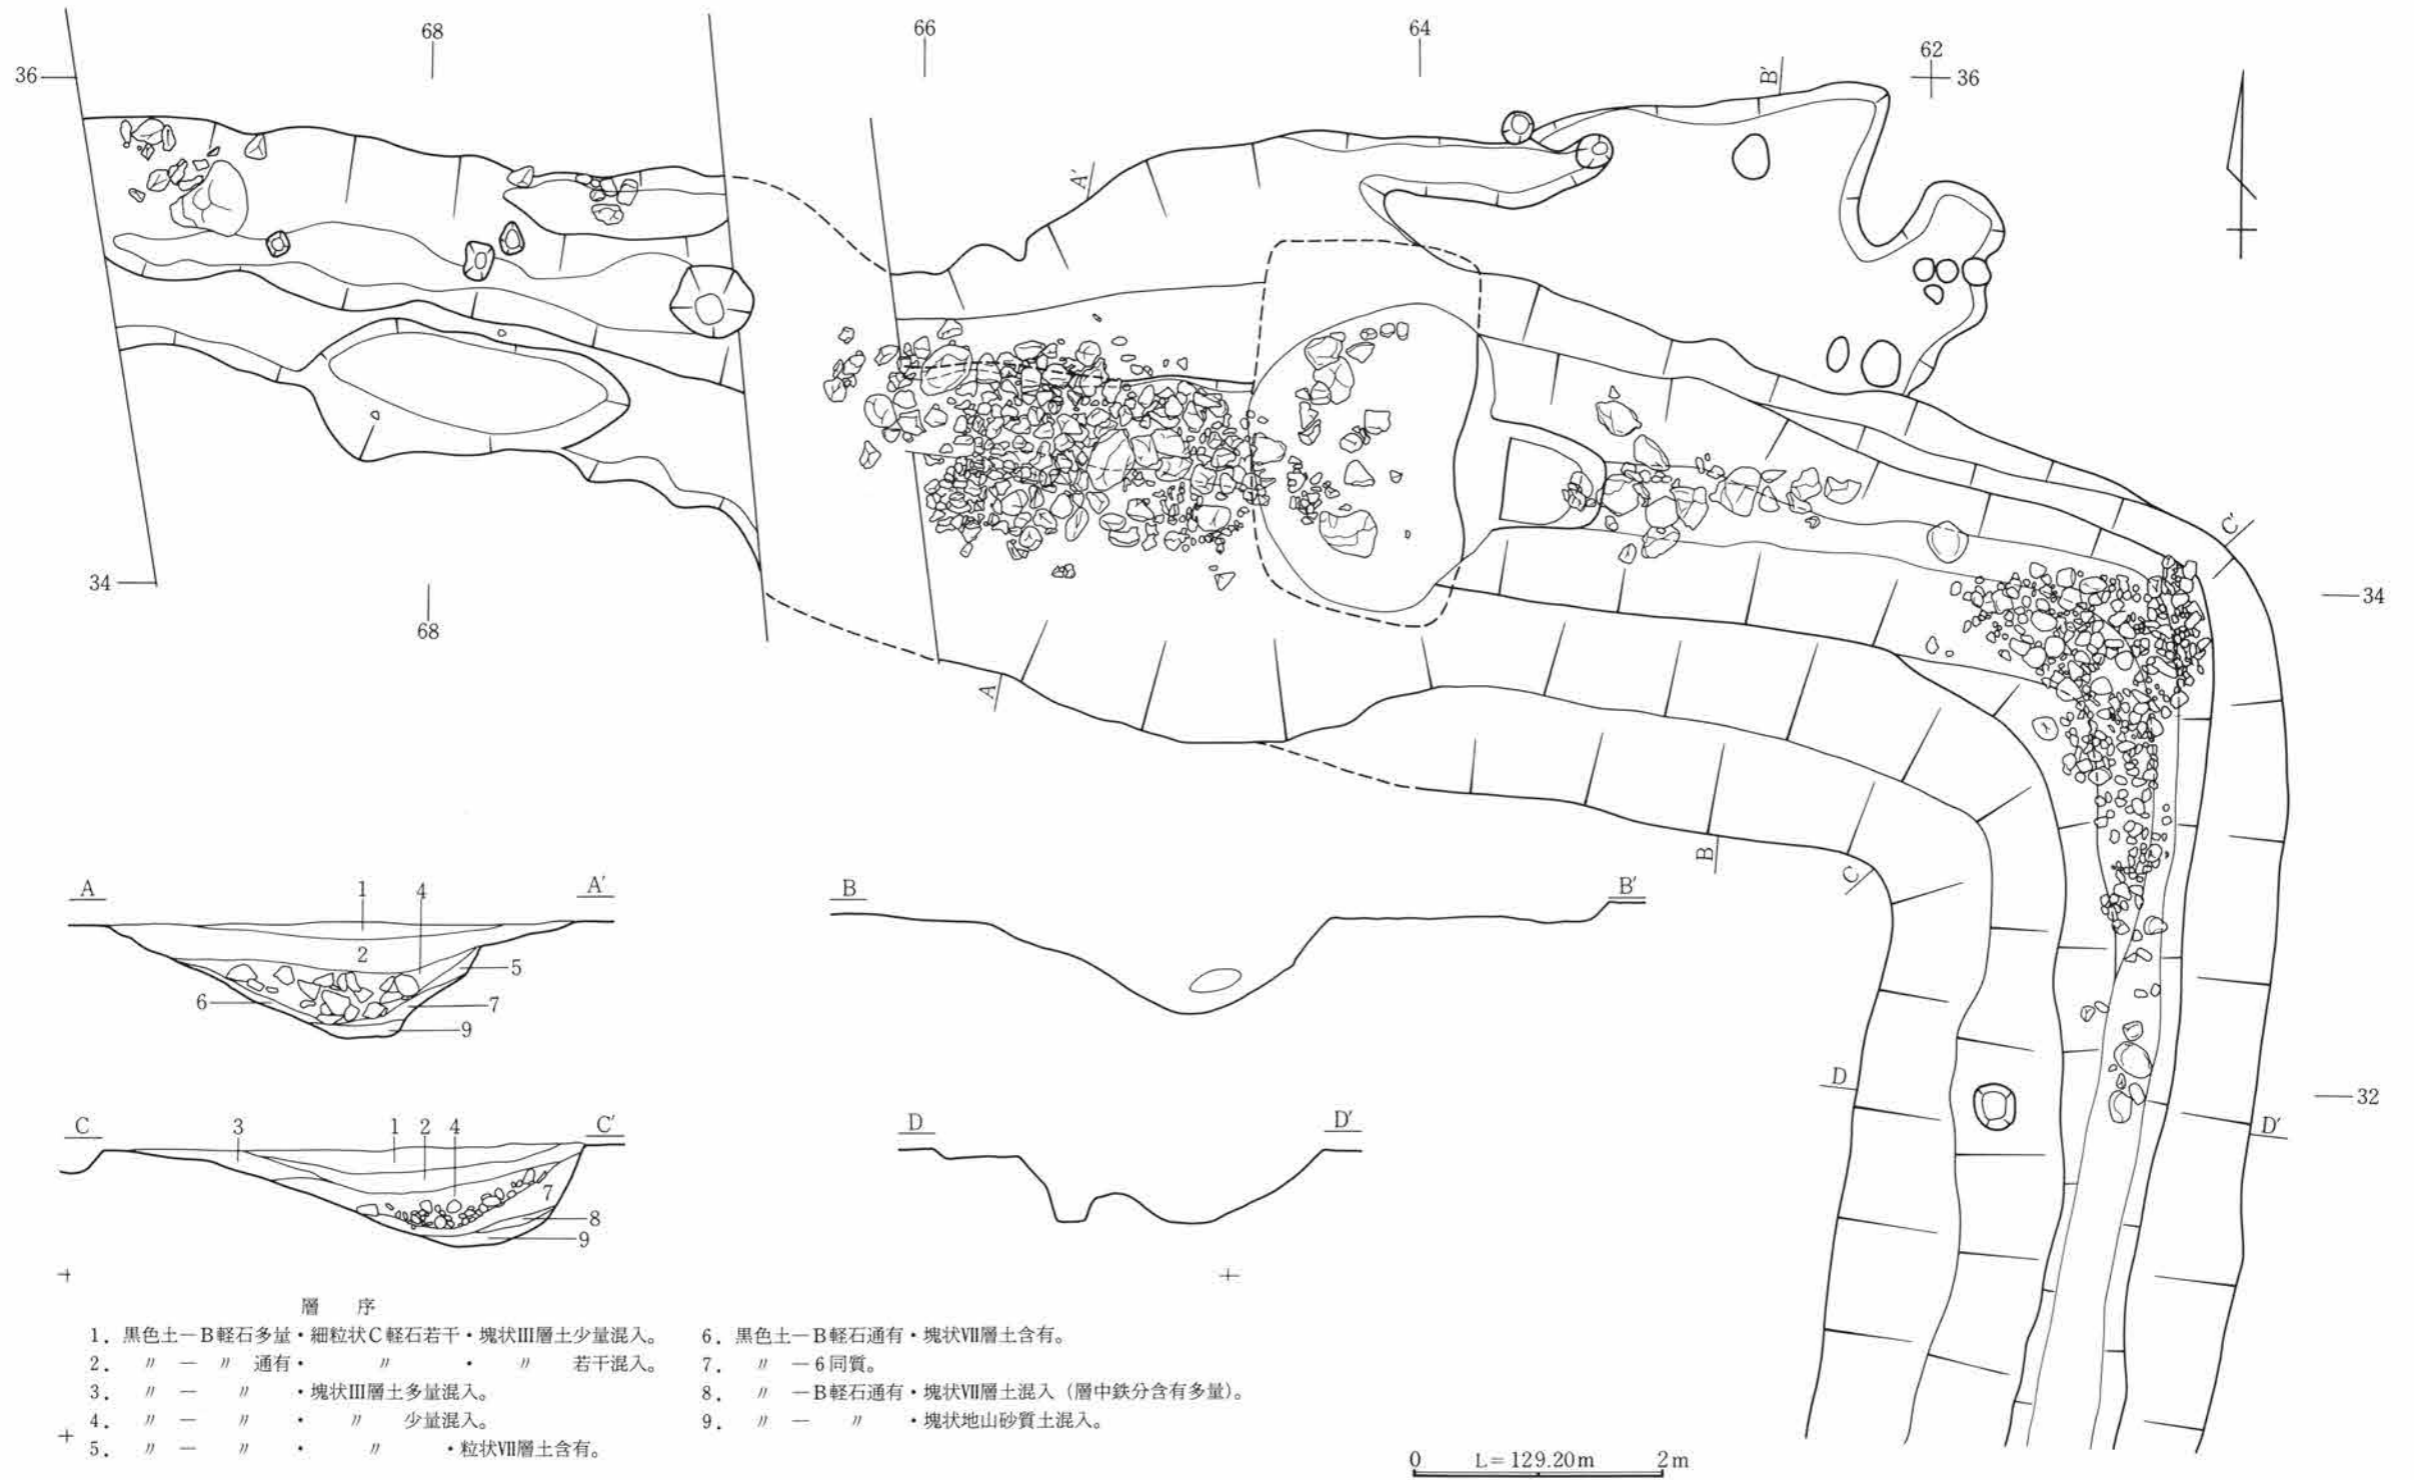 68
66
64
62
36
36
B'
A'
C'
34
34
68
A
B
C
32
D
D'
A
1
4
A'
2
5
6
7
9
B
B'
C
3
1
2
4
C'
7
8
9
D
D'
層 序
1. 黒色土－B軽石多量・細粒状C軽石若干・塊状Ⅲ層土少量混入。
2. 〃 － 〃 通有・ 〃 ・ 〃 若干混入。
3. 〃 － 〃 ・塊状Ⅲ層土多量混入。
4. 〃 － 〃 ・ 〃 少量混入。
5. 〃 － 〃 ・ 〃 ・粒状Ⅶ層土含有。
6. 黒色土－B軽石通有・塊状Ⅶ層土含有。
7. 〃 －6同質。
8. 〃 －B軽石通有・塊状Ⅶ層土混入（層中鉄分含有多量）。
9. 〃 － 〃 ・塊状地山砂質土混入。
0 L=129.20m 2m